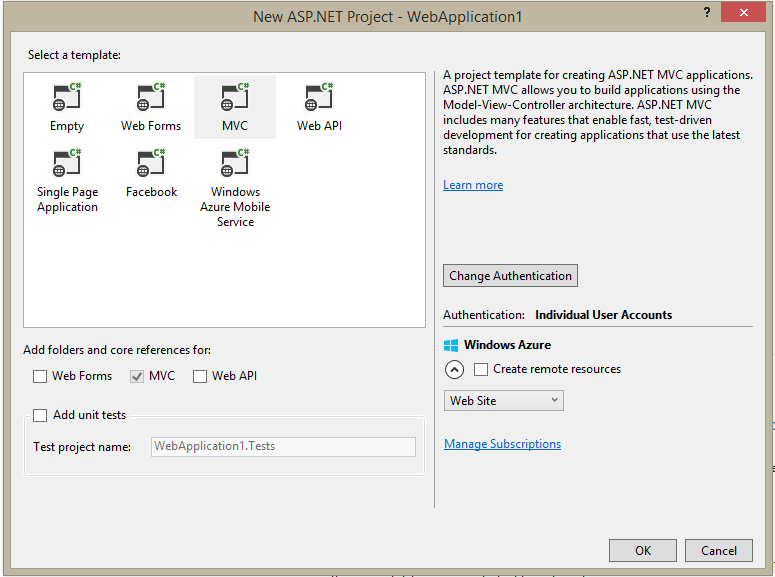 New ASP.NET Project - WebApplication1
?
x
Select a template:
C#
C#
C#
C#
Empty
Web Forms
MVC
Web API
C#
C#
C#
Single Page
Application
Facebook
Windows
Azure Mobile
Service
A project template for creating ASP.NET MVC applications.
ASP.NET MVC allows you to build applications using the
Model-View-Controller architecture. ASP.NET MVC
includes many features that enable fast, test-driven
development for creating applications that use the latest
standards.
Learn more
Change Authentication
Authentication: Individual User Accounts
Windows Azure
Create remote resources
Web Site
Manage Subscriptions
Add folders and core references for:
Web Forms
MVC
Web API
Add unit tests
Test project name: WebApplication1.Tests
OK
Cancel